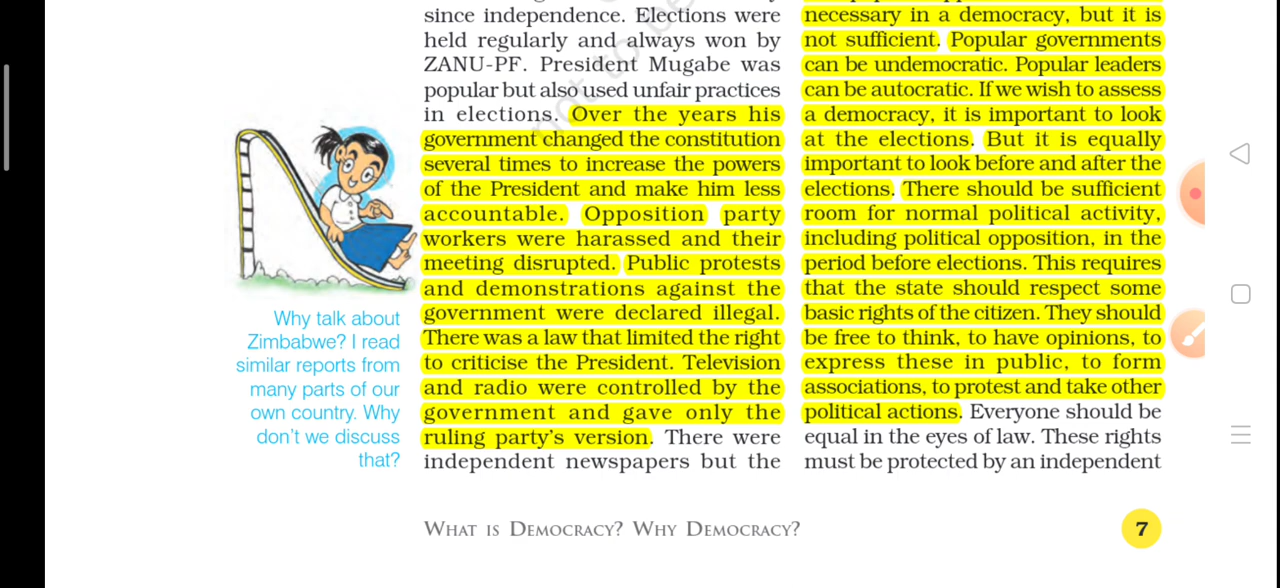 since independence. Elections were
held regularly and always won by
ZANU-PF. President Mugabe was
popular but also used unfair practices
in elections. Over the years his
government changed the constitution
several times to increase the powers
of the President and make him less
accountable. Opposition party
workers were harassed and their
meeting disrupted. Public protests
and demonstrations against the
government were declared illegal.
There was a law that limited the right
to criticise the President. Television
and radio were controlled by the
government and gave only the
ruling party's version. There were
independent newspapers but the
necessary in a democracy, but it is
not sufficient. Popular governments
can be undemocratic. Popular leaders
can be autocratic. If we wish to assess
a democracy, it is important to look
at the elections. But it is equally
important to look before and after the
elections. There should be sufficient
room for normal political activity,
including political opposition, in the
period before elections. This requires
that the state should respect some
basic rights of the citizen. They should
be free to think, to have opinions, to
express these in public, to form
associations, to protest and take other
political actions. Everyone should be
equal in the eyes of law. These rights
must be protected by an independent
Why talk about
Zimbabwe? I read
similar reports from
many parts of our
own country. Why
don't we discuss
that?
not to be
WHAT IS DEMOCRACY? WHY DEMOCRACY?
7